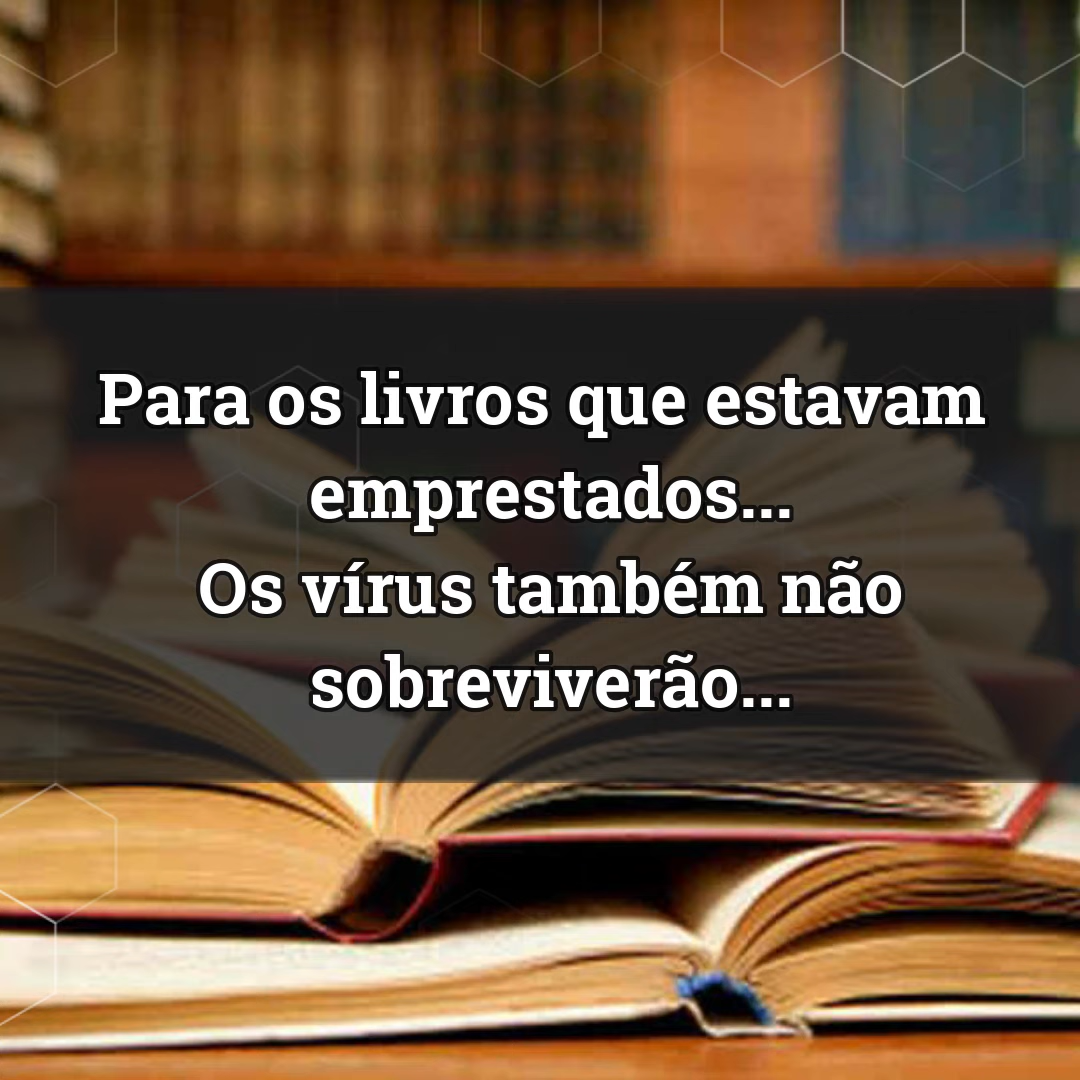 Para os livros que estavam
emprestados...
Os vírus também não
sobreviverão...